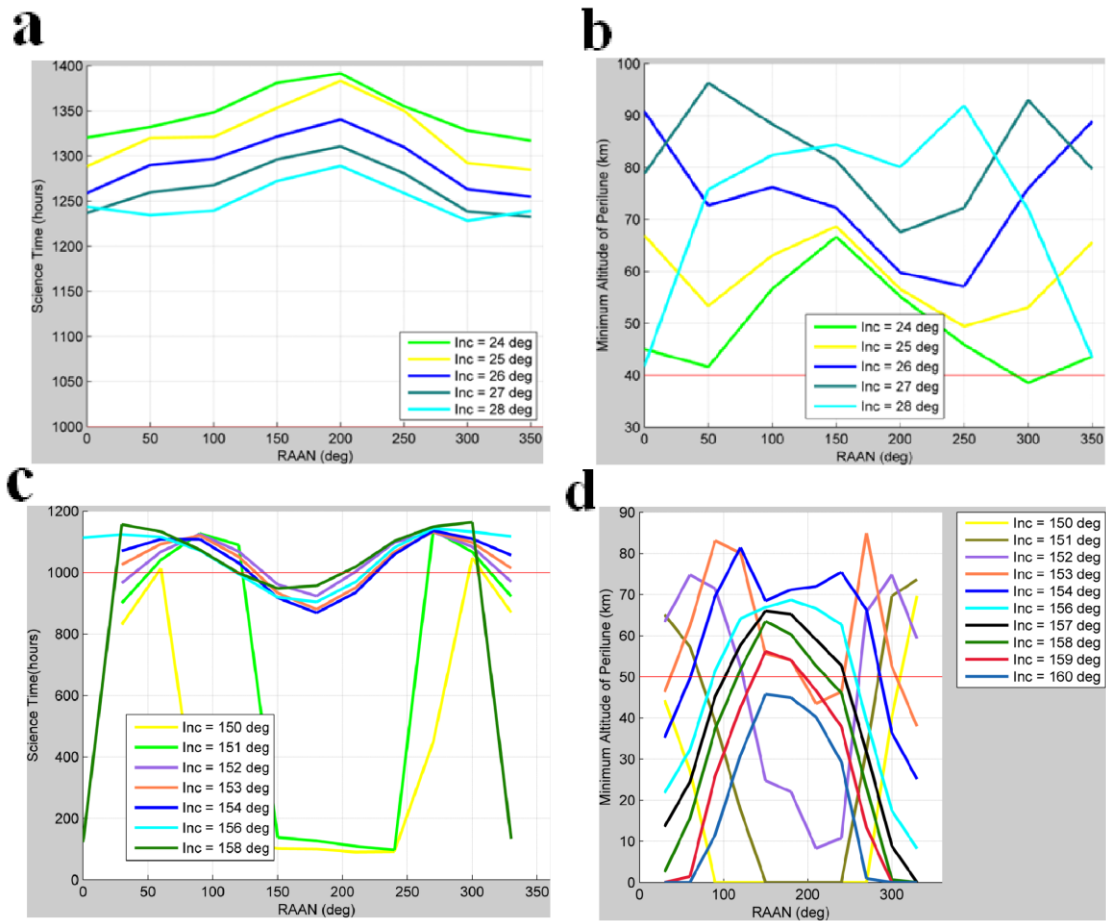 a
1400
1350
1300
1250
1200
1150
1100
1050
1000
Science Time (hours)
0 50 100 150 200 250 300 350
RAAN (deg)
Inc = 24 deg
Inc = 25 deg
Inc = 26 deg
Inc = 27 deg
Inc = 28 deg
b
100
90
80
70
60
50
40
30
Minimum Altitude of Perilune (km)
0 50 100 150 200 250 300 350
RAAN (deg)
Inc = 24 deg
Inc = 25 deg
Inc = 26 deg
Inc = 27 deg
Inc = 28 deg
c
1200
1000
800
600
400
200
0
Science Time(hours)
0 50 100 150 200 250 300 350
RAAN (deg)
Inc = 150 deg
Inc = 151 deg
Inc = 152 deg
Inc = 153 deg
Inc = 154 deg
Inc = 156 deg
Inc = 158 deg
d
90
80
70
60
50
40
30
20
10
0
Minimum Altitude of Perilune (km)
0 100 200 300
RAAN (deg)
Inc = 150 deg
Inc = 151 deg
Inc = 152 deg
Inc = 153 deg
Inc = 154 deg
Inc = 156 deg
Inc = 157 deg
Inc = 158 deg
Inc = 159 deg
Inc = 160 deg